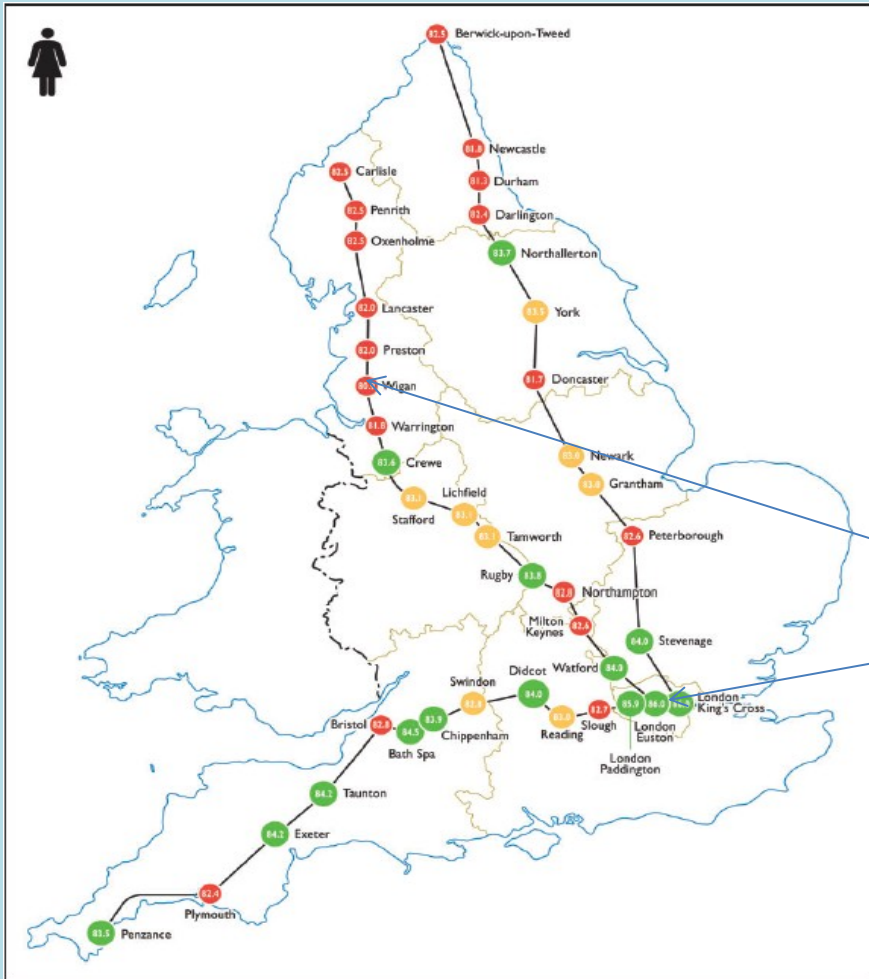 82.5 Berwick-upon-Tweed
81.8 Newcastle
82.5 Carlisle
Durham
82.5 Penrith
82.4 Darlington
82.5 Oxenholme
83.7 Northallerton
82.0 Lancaster
83.5 York
82.0 Preston
81.7 Doncaster
Wigan
81.8 Warrington
83.0 Newark
83.6 Crewe
83.0 Grantham
83.1 Stafford
83.1 Lichfield
83.1 Tamworth
82.6 Peterborough
Rugby 83.8
82.8 Northampton
Milton
Keynes 82.6
84.0 Stevenage
Watford 84.0
Didcot
84.0
Swindon
82.8
London
King's Cross
86.0
London
Euston
85.9
London
Paddington
82.7
Slough
83.0
Reading
83.9
Chippenham
84.5
Bath Spa
Bristol 82.8
84.2 Taunton
84.2 Exeter
82.4
Plymouth
83.5 Penzance